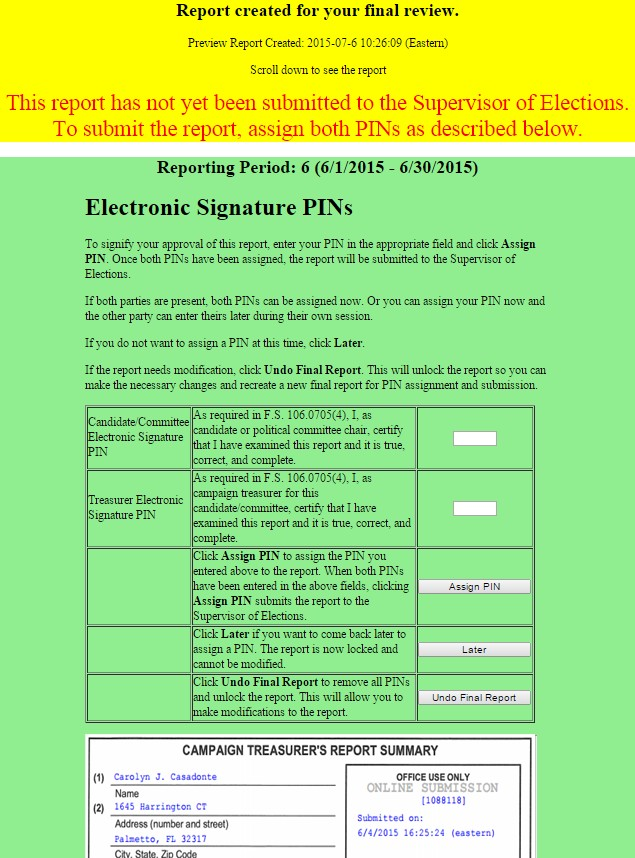 Report created for your final review.
Preview Report Created: 2015-07-6 10:26:09 (Eastern)
Scroll down to see the report
This report has not yet been submitted to the Supervisor of Elections.
To submit the report, assign both PINs as described below.
Reporting Period: 6 (6/1/2015 - 6/30/2015)
Electronic Signature PINs
To signify your approval of this report, enter your PIN in the appropriate field and click Assign
PIN. Once both PINs have been assigned, the report will be submitted to the Supervisor of
Elections.
If both parties are present, both PINs can be assigned now. Or you can assign your PIN now and
the other party can enter theirs later during their own session.
If you do not want to assign a PIN at this time, click Later.
If the report needs modification, click Undo Final Report. This will unlock the report so you can
make the necessary changes and recreate a new final report for PIN assignment and submission.
Candidate/Committee
Electronic Signature
PIN
As required in F.S. 106.0705(4), I, as
candidate or political committee chair, certify
that I have examined this report and it is true,
correct, and complete.
Treasurer Electronic
Signature PIN
As required in F.S. 106.0705(4), I, as
campaign treasurer for this
candidate/committee, certify that I have
examined this report and it is true, correct, and
complete.
Click Assign PIN to assign the PIN you
entered above to the report. When both PINs
have been entered in the above fields, clicking
Assign PIN submits the report to the
Supervisor of Elections.
Assign PIN
Click Later if you want to come back later to
assign a PIN. The report is now locked and
cannot be modified.
Later
Click Undo Final Report to remove all PINs
and unlock the report. This will allow you to
make modifications to the report.
Undo Final Report
CAMPAIGN TREASURER'S REPORT SUMMARY
(1) Carolyn J. Casadonte
Name
(2) 1645 Harrington CT
Address (number and street)
Palmetto, FL 32317
City, State, Zip Code
OFFICE USE ONLY
ONLINE SUBMISSION
[1088118]
Submitted on:
6/4/2015 16:25:24 (eastern)